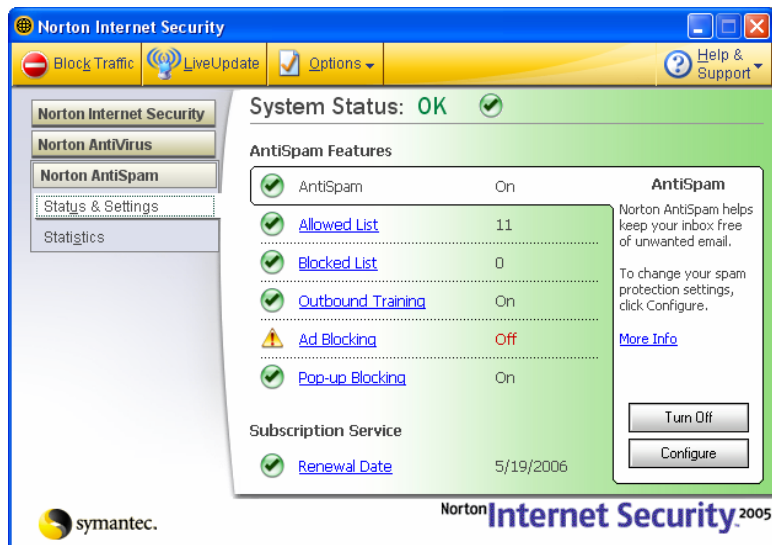 Norton Internet Security
Block Traffic
LiveUpdate
Options
Help &
Support
Norton Internet Security
Norton AntiVirus
Norton AntiSpam
Status & Settings
Statistics
System Status: OK
AntiSpam Features
AntiSpam On
Allowed List 11
Blocked List 0
Outbound Training On
Ad Blocking Off
Pop-up Blocking On
Subscription Service
Renewal Date 5/19/2006
AntiSpam
Norton AntiSpam helps
keep your inbox free
of unwanted email.
To change your spam
protection settings,
click Configure.
More Info
Turn Off
Configure
symantec.
Norton Internet Security 2005